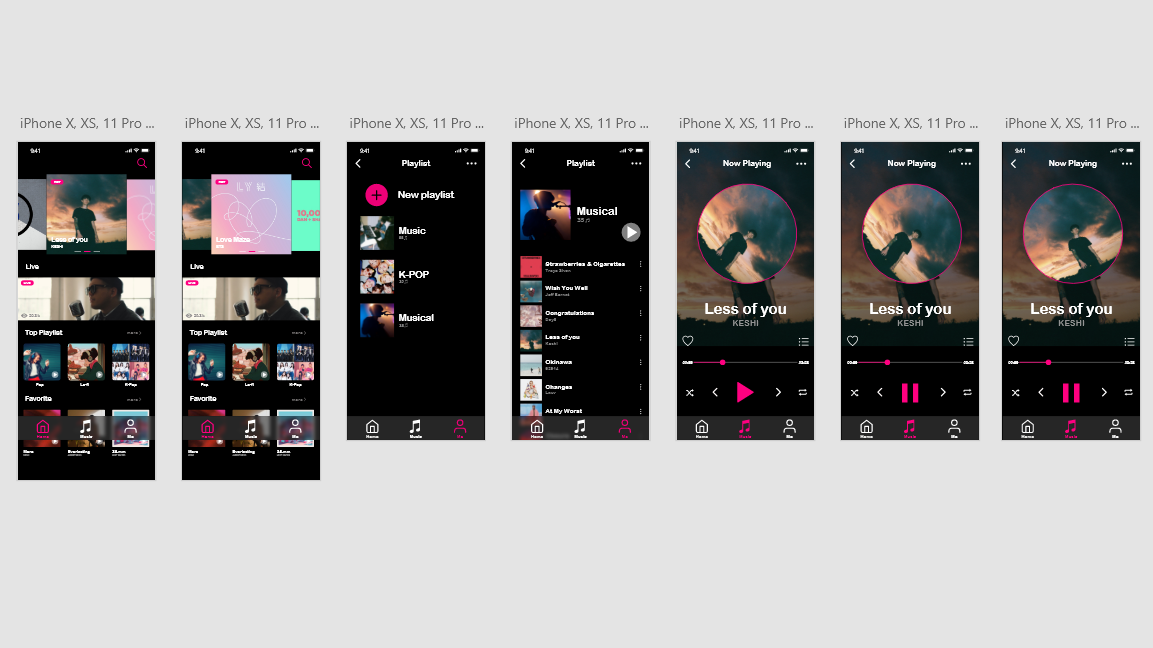 iPhone X, XS, 11 Pro ...
9:41
Less of you
KESHI
Live
Top Playlist
more
Pop
Lo-fi
K-Pop
Favorite
Home
Music
Me
More
Everlasting
iPhone X, XS, 11 Pro ...
9:41
LY
Love Maze
10,00
Live
Top Playlist
more
Pop
Lo-fi
K-Pop
Favorite
Home
Music
Me
More
Everlasting
iPhone X, XS, 11 Pro ...
9:41
Playlist
New playlist
Music
K-POP
Musical
Home
Music
Me
iPhone X, XS, 11 Pro ...
9:41
Playlist
Musical
Strawberries & Cigarettes
Troye Sivan
Wish You Well
Jeff Bernat
Congratulations
Day6
Less of you
Keshi
Okinawa
92914
Changes
Lauv
At My Worst
Home
Music
Me
iPhone X, XS, 11 Pro ...
9:41
Now Playing
Less of you
KESHI
Home
Music
Me
iPhone X, XS, 11 Pro ...
9:41
Now Playing
Less of you
KESHI
Home
Music
Me
iPhone X, XS, 11 Pro ...
9:41
Now Playing
Less of you
KESHI
Home
Music
Me